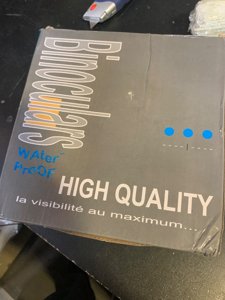 Binoculars
WAter
ProOF
HIGH QUALITY
la visibilité au maximum...